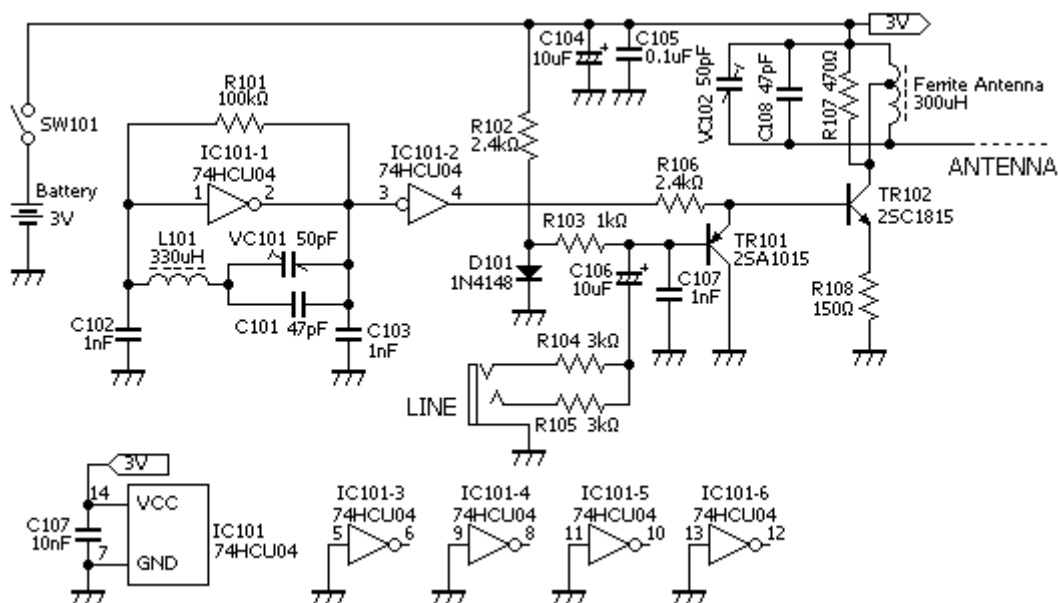 3V
C104
10uF
C105
0.1uF
VC102 50pF
C108 47pF
R107 470Ω
Ferrite Antenna
300uH
ANTENNA
SW101
R101
100kΩ
R102
2.4kΩ
IC101-1
74HCU04
1 2
IC101-2
74HCU04
3 4
R106
2.4kΩ
TR102
2SC1815
Battery
3V
L101
330uH
VC101 50pF
R103 1kΩ
TR101
2SA1015
D101
1N4148
C106
10uF
C107
1nF
R108
150Ω
C102
1nF
C101 47pF
C103
1nF
R104 3kΩ
LINE
R105 3kΩ
3V
14
VCC
C107
10nF
7
GND
IC101
74HCU04
IC101-3
74HCU04
5 6
IC101-4
74HCU04
9 8
IC101-5
74HCU04
11 10
IC101-6
74HCU04
13 12